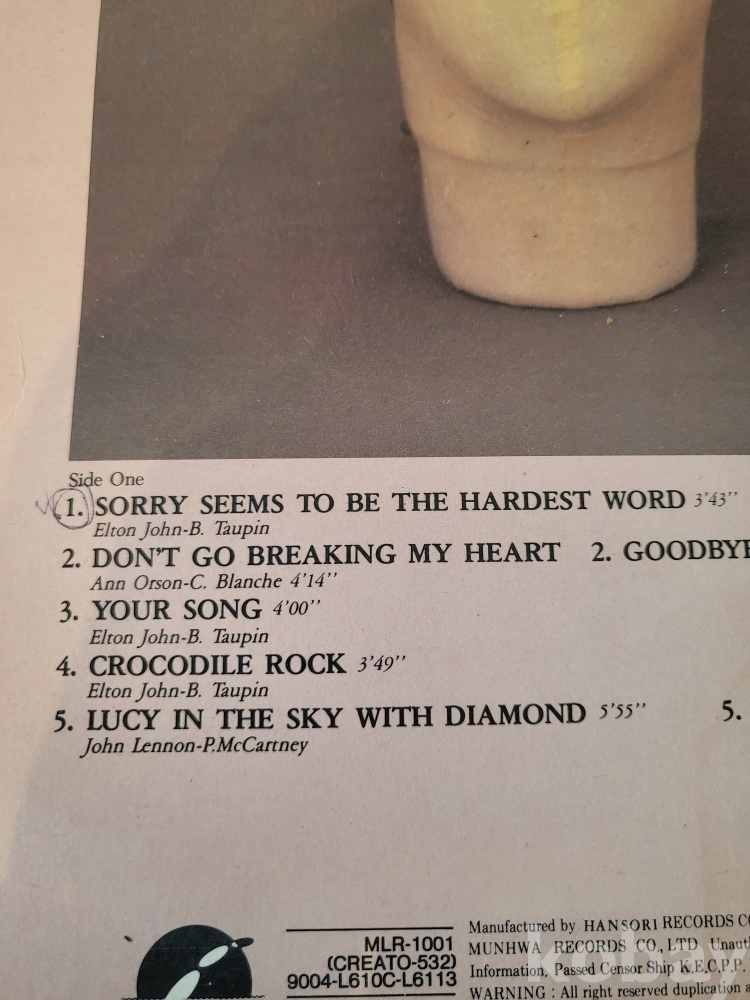 Side One
1. SORRY SEEMS TO BE THE HARDEST WORD 3'43''
Elton John-B. Taupin
2. DON'T GO BREAKING MY HEART
Ann Orson-C. Blanche 4'14''
3. YOUR SONG 4'00''
Elton John-B. Taupin
4. CROCODILE ROCK 3'49''
Elton John-B. Taupin
5. LUCY IN THE SKY WITH DIAMOND 5'55''
John Lennon-P.McCartney
2. GOODBYE
5.
MLR-1001
(CREATO-532)
9004-L610C-L6113
Manufactured by HANSORI RECORDS CO
MUNHWA RECORDS CO., LTD
Information, Passed Censor Ship K.E.C.P.P.
WARNING : All right reserved duplication a